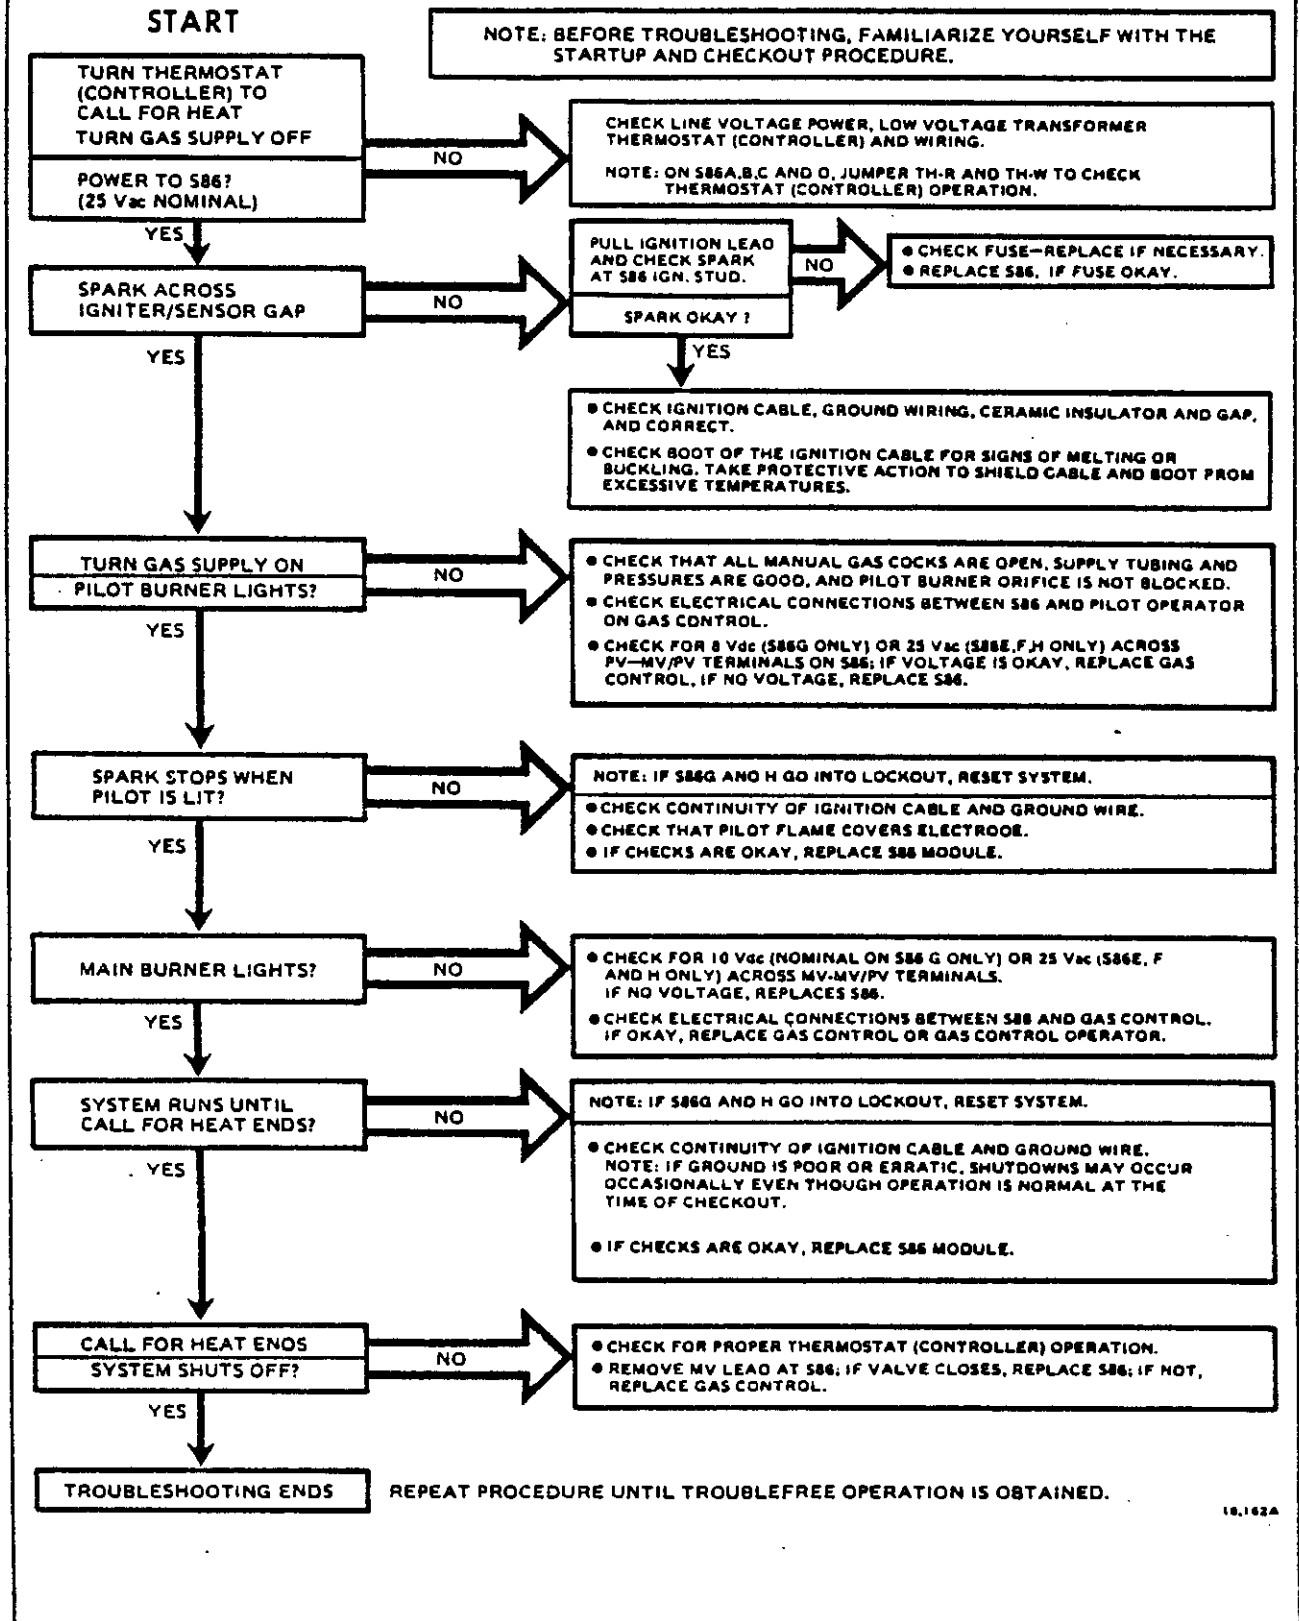 START
NOTE: BEFORE TROUBLESHOOTING, FAMILIARIZE YOURSELF WITH THE
STARTUP AND CHECKOUT PROCEDURE.
TURN THERMOSTAT
(CONTROLLER) TO
CALL FOR HEAT
TURN GAS SUPPLY OFF
POWER TO S86?
(25 Vac NOMINAL)
NO
CHECK LINE VOLTAGE POWER, LOW VOLTAGE TRANSFORMER
THERMOSTAT (CONTROLLER) AND WIRING.
NOTE: ON S86A,B,C AND D, JUMPER TH-R AND TH-W TO CHECK
THERMOSTAT (CONTROLLER) OPERATION.
YES
SPARK ACROSS
IGNITER/SENSOR GAP
NO
PULL IGNITION LEAD
AND CHECK SPARK
AT S86 IGN. STUD.
SPARK OKAY ?
NO
● CHECK FUSE—REPLACE IF NECESSARY.
● REPLACE S86, IF FUSE OKAY.
YES
YES
● CHECK IGNITION CABLE, GROUND WIRING, CERAMIC INSULATOR AND GAP,
AND CORRECT.
● CHECK BOOT OF THE IGNITION CABLE FOR SIGNS OF MELTING OR
BUCKLING. TAKE PROTECTIVE ACTION TO SHIELD CABLE AND BOOT FROM
EXCESSIVE TEMPERATURES.
TURN GAS SUPPLY ON
PILOT BURNER LIGHTS?
NO
● CHECK THAT ALL MANUAL GAS COCKS ARE OPEN, SUPPLY TUBING AND
PRESSURES ARE GOOD, AND PILOT BURNER ORIFICE IS NOT BLOCKED.
● CHECK ELECTRICAL CONNECTIONS BETWEEN S86 AND PILOT OPERATOR
ON GAS CONTROL.
● CHECK FOR 8 Vdc (S86G ONLY) OR 25 Vac (S86E,F,H ONLY) ACROSS
PV—MV/PV TERMINALS ON S86; IF VOLTAGE IS OKAY, REPLACE GAS
CONTROL, IF NO VOLTAGE, REPLACE S86.
YES
SPARK STOPS WHEN
PILOT IS LIT?
NO
NOTE: IF S86G AND H GO INTO LOCKOUT, RESET SYSTEM.
● CHECK CONTINUITY OF IGNITION CABLE AND GROUND WIRE.
● CHECK THAT PILOT FLAME COVERS ELECTRODE.
● IF CHECKS ARE OKAY, REPLACE S86 MODULE.
YES
MAIN BURNER LIGHTS?
NO
● CHECK FOR 10 Vdc (NOMINAL ON S86 G ONLY) OR 25 Vac (S86E, F
AND H ONLY) ACROSS MV-MV/PV TERMINALS.
IF NO VOLTAGE, REPLACES S86.
● CHECK ELECTRICAL CONNECTIONS BETWEEN S86 AND GAS CONTROL.
IF OKAY, REPLACE GAS CONTROL OR GAS CONTROL OPERATOR.
YES
SYSTEM RUNS UNTIL
CALL FOR HEAT ENDS?
NO
NOTE: IF S86G AND H GO INTO LOCKOUT, RESET SYSTEM.
● CHECK CONTINUITY OF IGNITION CABLE AND GROUND WIRE.
NOTE: IF GROUND IS POOR OR ERRATIC, SHUTDOWNS MAY OCCUR
OCCASIONALLY EVEN THOUGH OPERATION IS NORMAL AT THE
TIME OF CHECKOUT.
● IF CHECKS ARE OKAY, REPLACE S86 MODULE.
YES
CALL FOR HEAT ENDS
SYSTEM SHUTS OFF?
NO
● CHECK FOR PROPER THERMOSTAT (CONTROLLER) OPERATION.
● REMOVE MV LEAD AT S86; IF VALVE CLOSES, REPLACE S86; IF NOT,
REPLACE GAS CONTROL.
YES
TROUBLESHOOTING ENDS
REPEAT PROCEDURE UNTIL TROUBLEFREE OPERATION IS OBTAINED.
18,162A